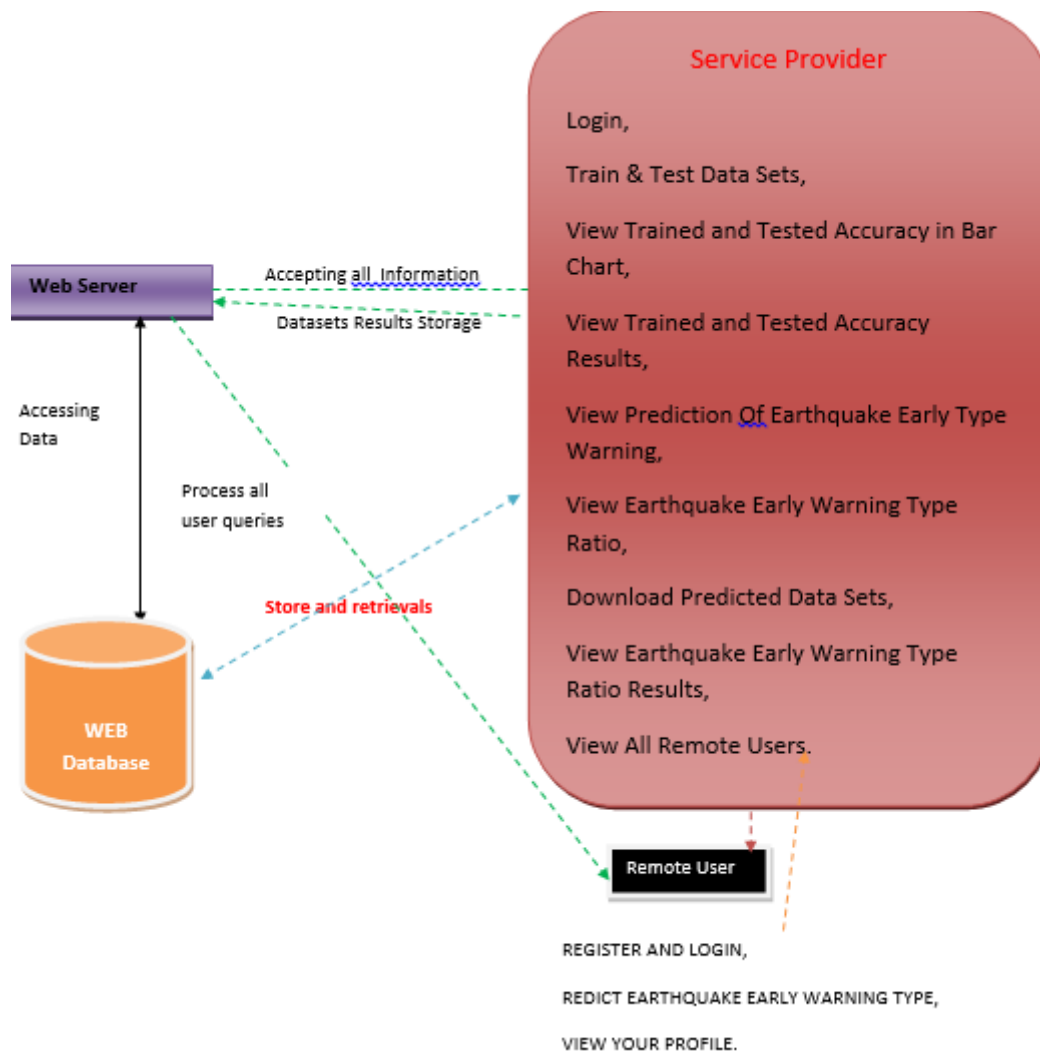 Service Provider
Login,
Train & Test Data Sets,
View Trained and Tested Accuracy in Bar
Chart,
View Trained and Tested Accuracy
Results,
View Prediction Of Earthquake Early Type
Warning,
View Earthquake Early Warning Type
Ratio,
Download Predicted Data Sets,
View Earthquake Early Warning Type
Ratio Results,
View All Remote Users.
Web Server
Accepting all Information
Datasets Results Storage
Accessing
Data
Process all
user queries
Store and retrievals
WEB
Database
Remote User
REGISTER AND LOGIN,
REDICT EARTHQUAKE EARLY WARNING TYPE,
VIEW YOUR PROFILE.